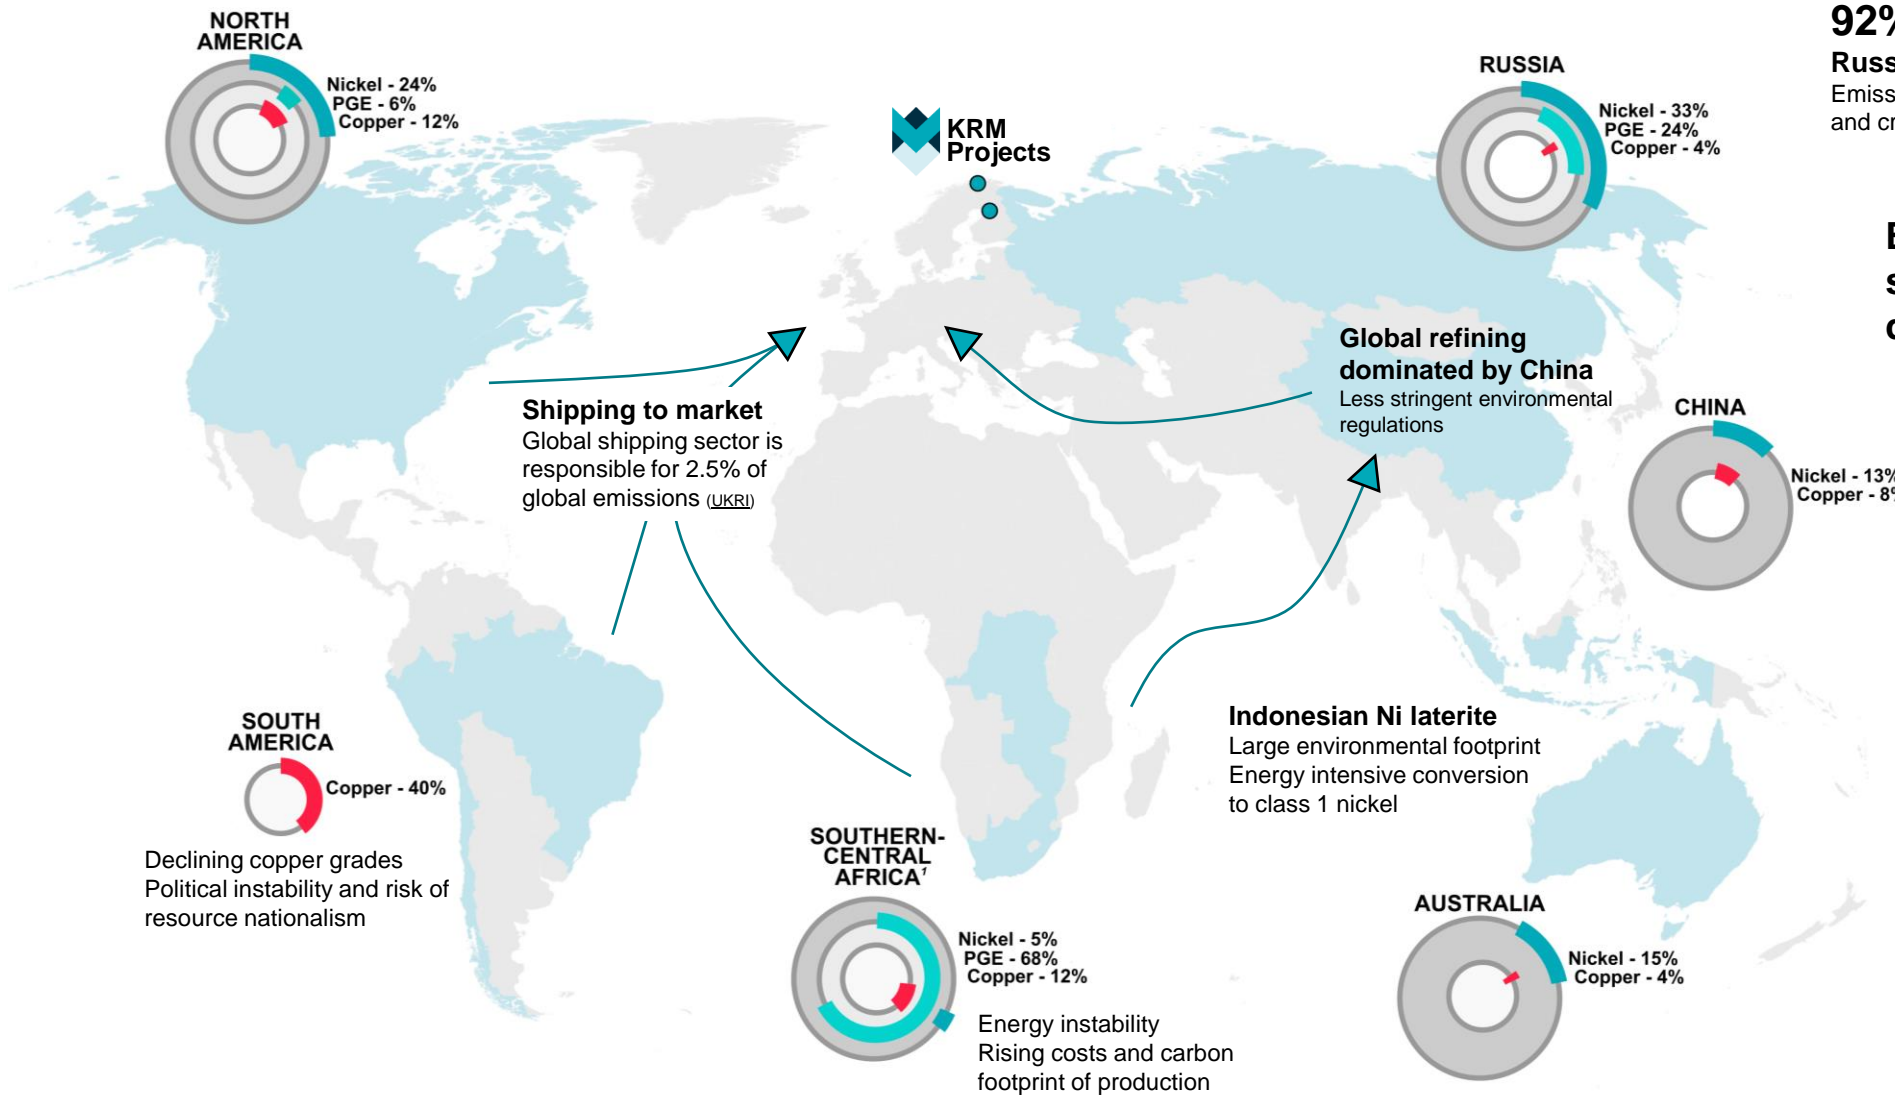 NORTH
AMERICA
Nickel - 24%
PGE - 6%
Copper - 12%
KRM
Projects
RUSSIA
Nickel - 33%
PGE - 24%
Copper - 4%
92%
Shipping to market
Global shipping sector is
responsible for 2.5% of
global emissions (UKRI)
Global refining
dominated by China
Less stringent environmental
regulations
CHINA
Nickel - 13%
Copper - 8%
SOUTH
AMERICA
Copper - 40%
Declining copper grades
Political instability and risk of
resource nationalism
SOUTHERN-
CENTRAL
AFRICA¹
Nickel - 5%
PGE - 68%
Copper - 12%
Energy instability
Rising costs and carbon
footprint of production
Indonesian Ni laterite
Large environmental footprint
Energy intensive conversion
to class 1 nickel
AUSTRALIA
Nickel - 15%
Copper - 4%